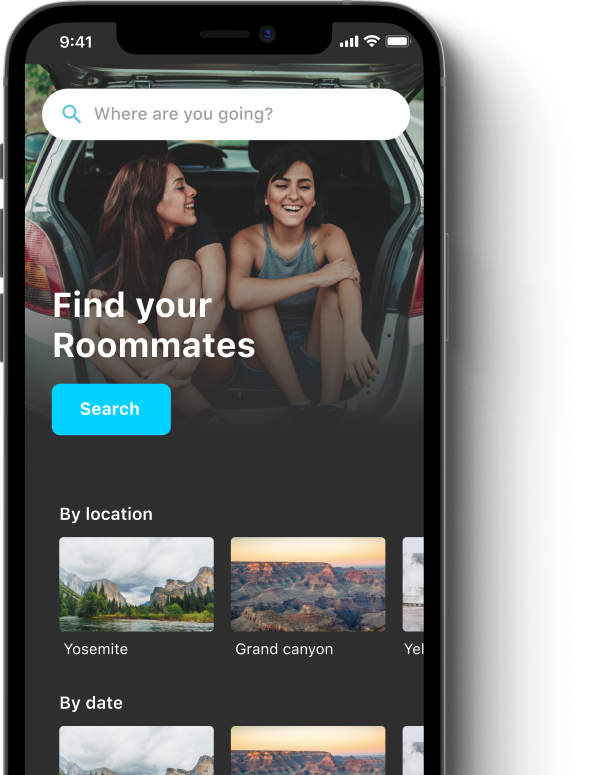 9:41
Where are you going?
Find your
Roommates
Search
By location
Yosemite
Grand canyon
Yel
By date